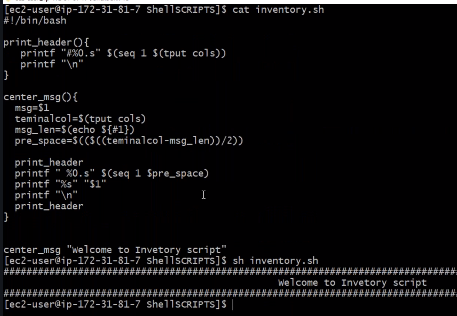 [ec2-user@ip-172-31-81-7 ShellSCRIPTS]$ cat inventory.sh
#!/bin/bash
print_header(){
printf "#%0.s" $(seq 1 $(tput cols))
printf "\n"
}
center_msg(){
msg=$1
teminalcol=$(tput cols)
msg_len=$(echo ${#1})
pre_space=$(($((teminalcol-msg_len))/2))
print_header
printf " %0.s" $(seq 1 $pre_space)
printf "%s" "$1"
printf "\n"
print_header
}
center_msg "Welcome to Invetory script"
[ec2-user@ip-172-31-81-7 ShellSCRIPTS]$ sh inventory.sh
################################################################################
Welcome to Invetory script
################################################################################
[ec2-user@ip-172-31-81-7 ShellSCRIPTS]$